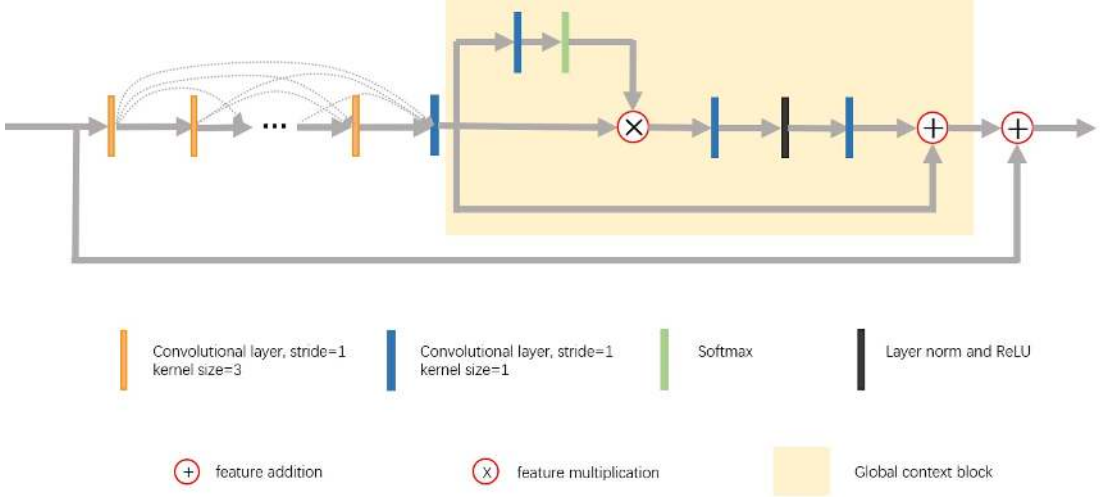 ...
×
+
+
Convolutional layer, stride=1
kernel size=3
Convolutional layer, stride=1
kernel size=1
Softmax
Layer norm and ReLU
+ feature addition
X feature multiplication
Global context block